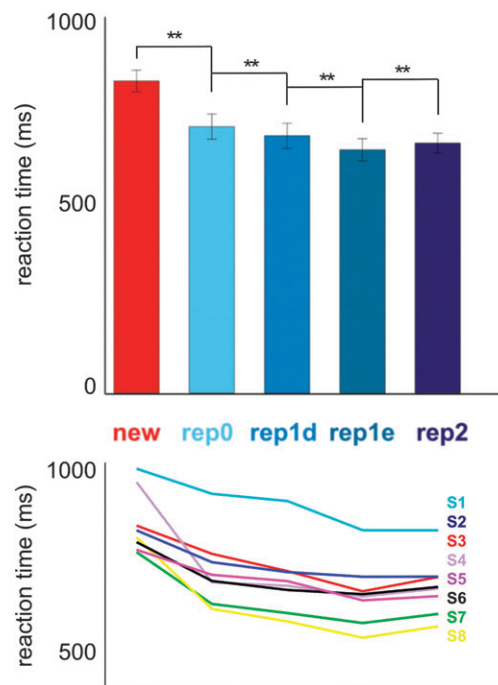 1000
**
**
**
**
500
0
reaction time (ms)
new rep0 rep1d rep1e rep2
1000
500
reaction time (ms)
S1
S2
S3
S4
S5
S6
S7
S8